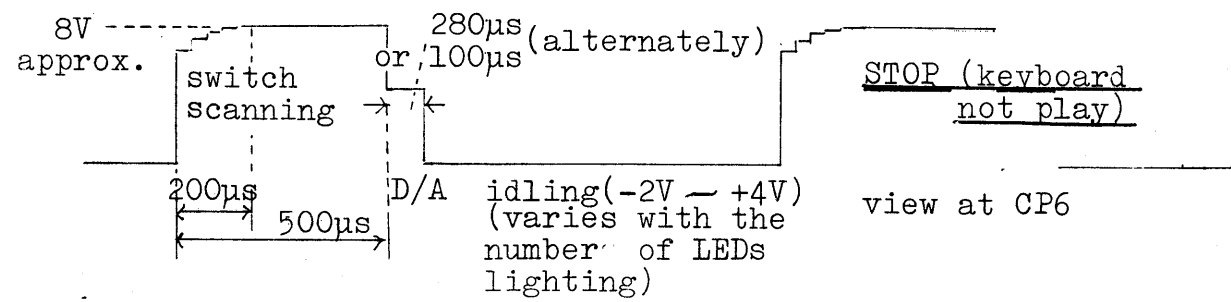 8V
approx.
switch
scanning
or
280µs
100µs
(alternately)
STOP (keyboard
not play)
200µs
500µs
D/A
idling(-2V ― +4V)
(varies with the
number of LEDs
lighting)
view at CP6